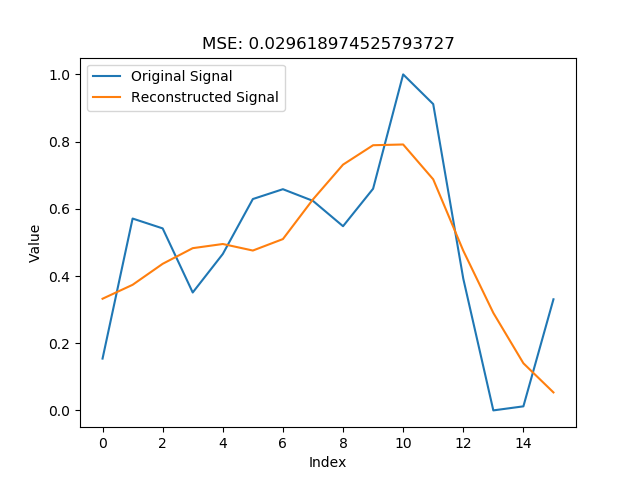 MSE: 0.029618974525793727
Original Signal
Reconstructed Signal
1.0
0.8
0.6
0.4
0.2
0.0
Value
0 2 4 6 8 10 12 14
Index